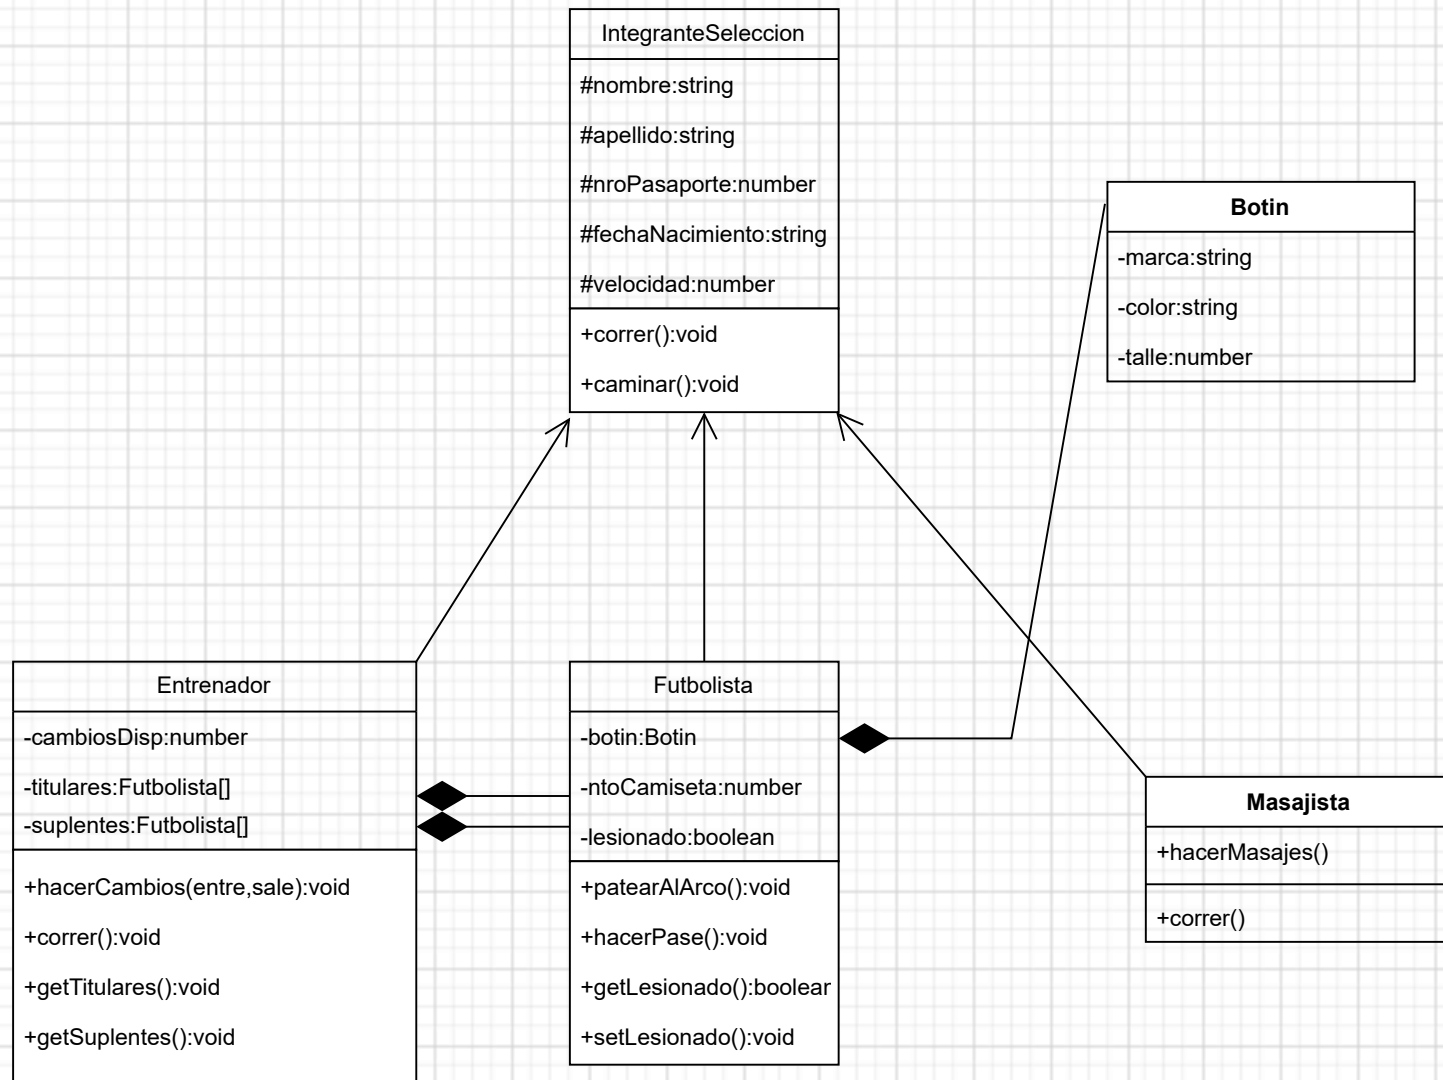 IntegranteSeleccion
#nombre:string
#apellido:string
#nroPasaporte:number
#fechaNacimiento:string
#velocidad:number
+correr():void
+caminar():void
Botin
-marca:string
-color:string
-talle:number
Entrenador
-cambiosDisp:number
-titulares:Futbolista[]
-suplentes:Futbolista[]
+hacerCambios(entre,sale):void
+correr():void
+getTitulares():void
+getSuplentes():void
Futbolista
-botin:Botin
-ntoCamiseta:number
-lesionado:boolean
+patearAlArco():void
+hacerPase():void
+getLesionado():boolear
+setLesionado():void
Masajista
+hacerMasajes()
+correr()